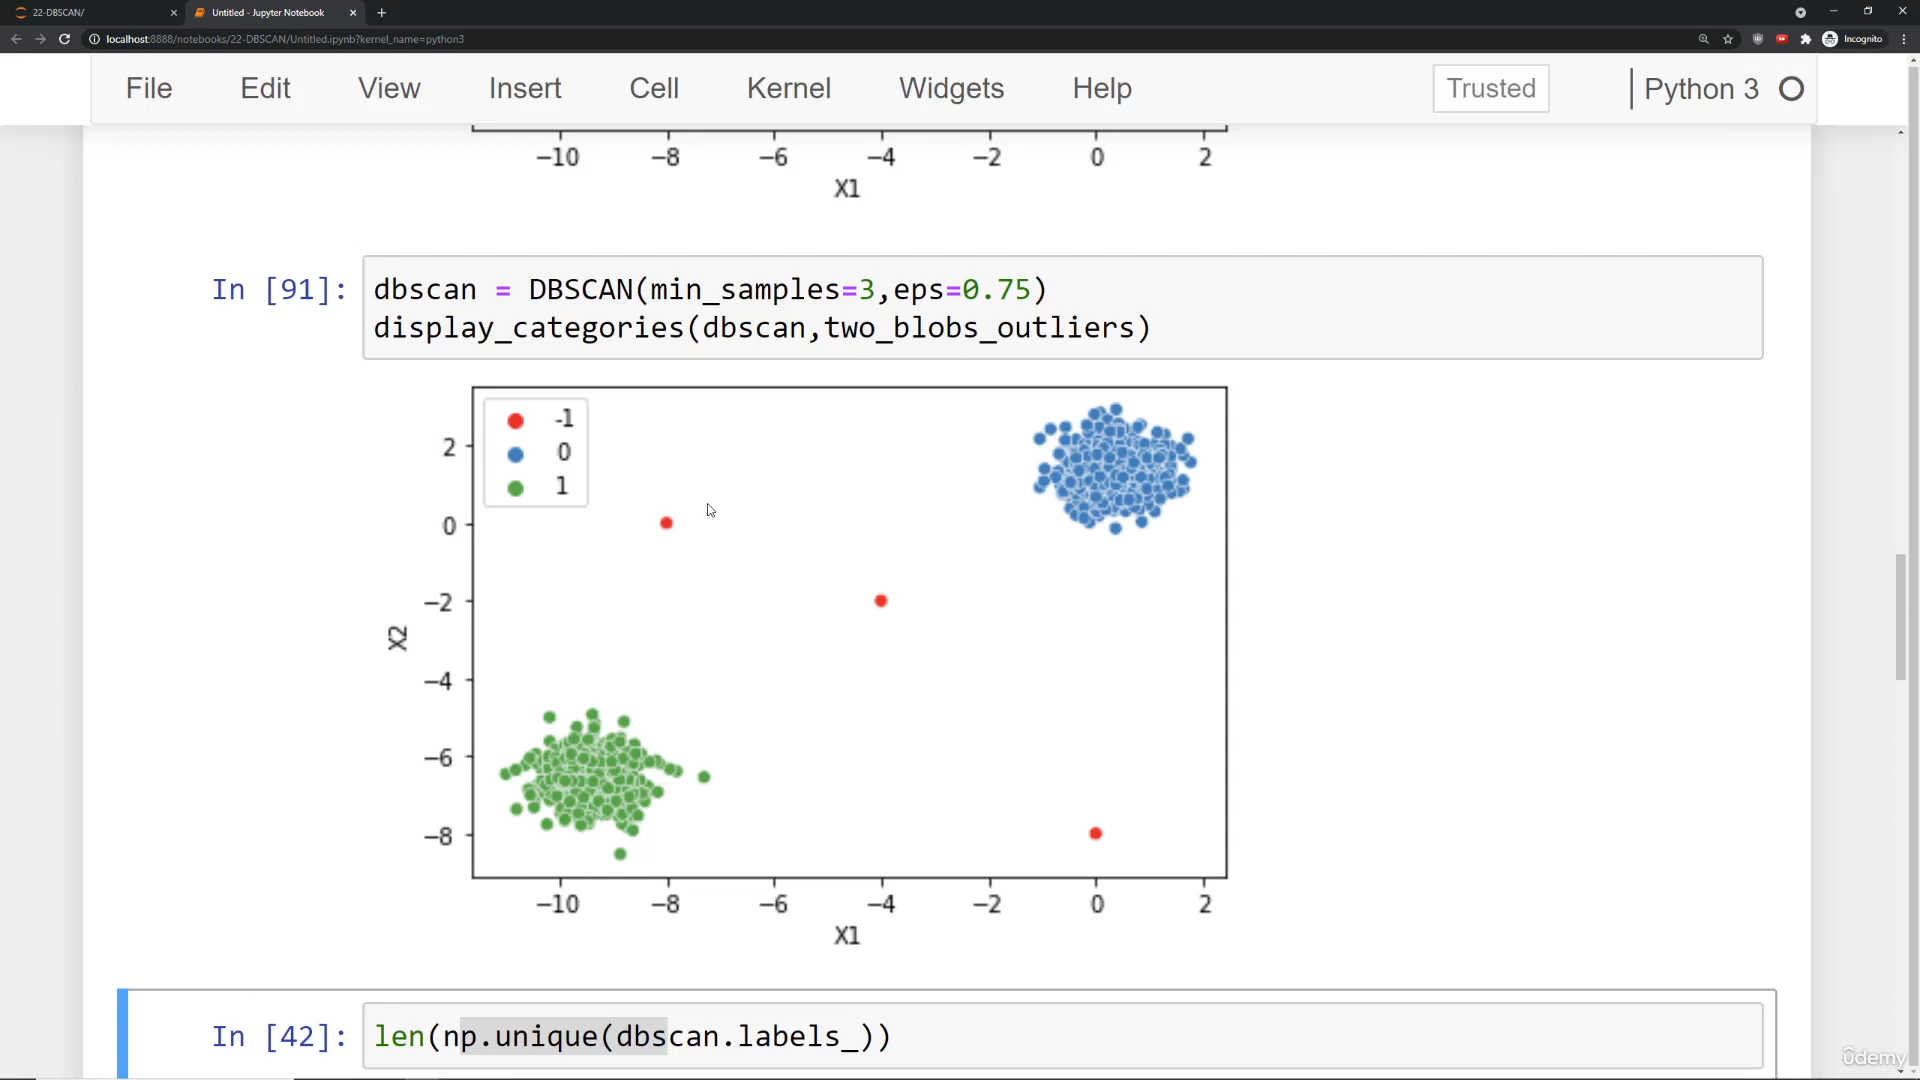 22-DBSCAN/
Untitled - Jupyter Notebook
localhost:8888/notebooks/22-DBSCAN/Untitled.ipynb?kernel_name=python3
Incognito
File Edit View Insert Cell Kernel Widgets Help Trusted Python 3
−10 −8 −6 −4 −2 0 2
X1
In [91]:
dbscan = DBSCAN(min_samples=3,eps=0.75)
display_categories(dbscan,two_blobs_outliers)
-1
0
1
2
0
−2
−4
−6
−8
X2
−10 −8 −6 −4 −2 0 2
X1
In [42]:
len(np.unique(dbscan.labels_))
ûdemy